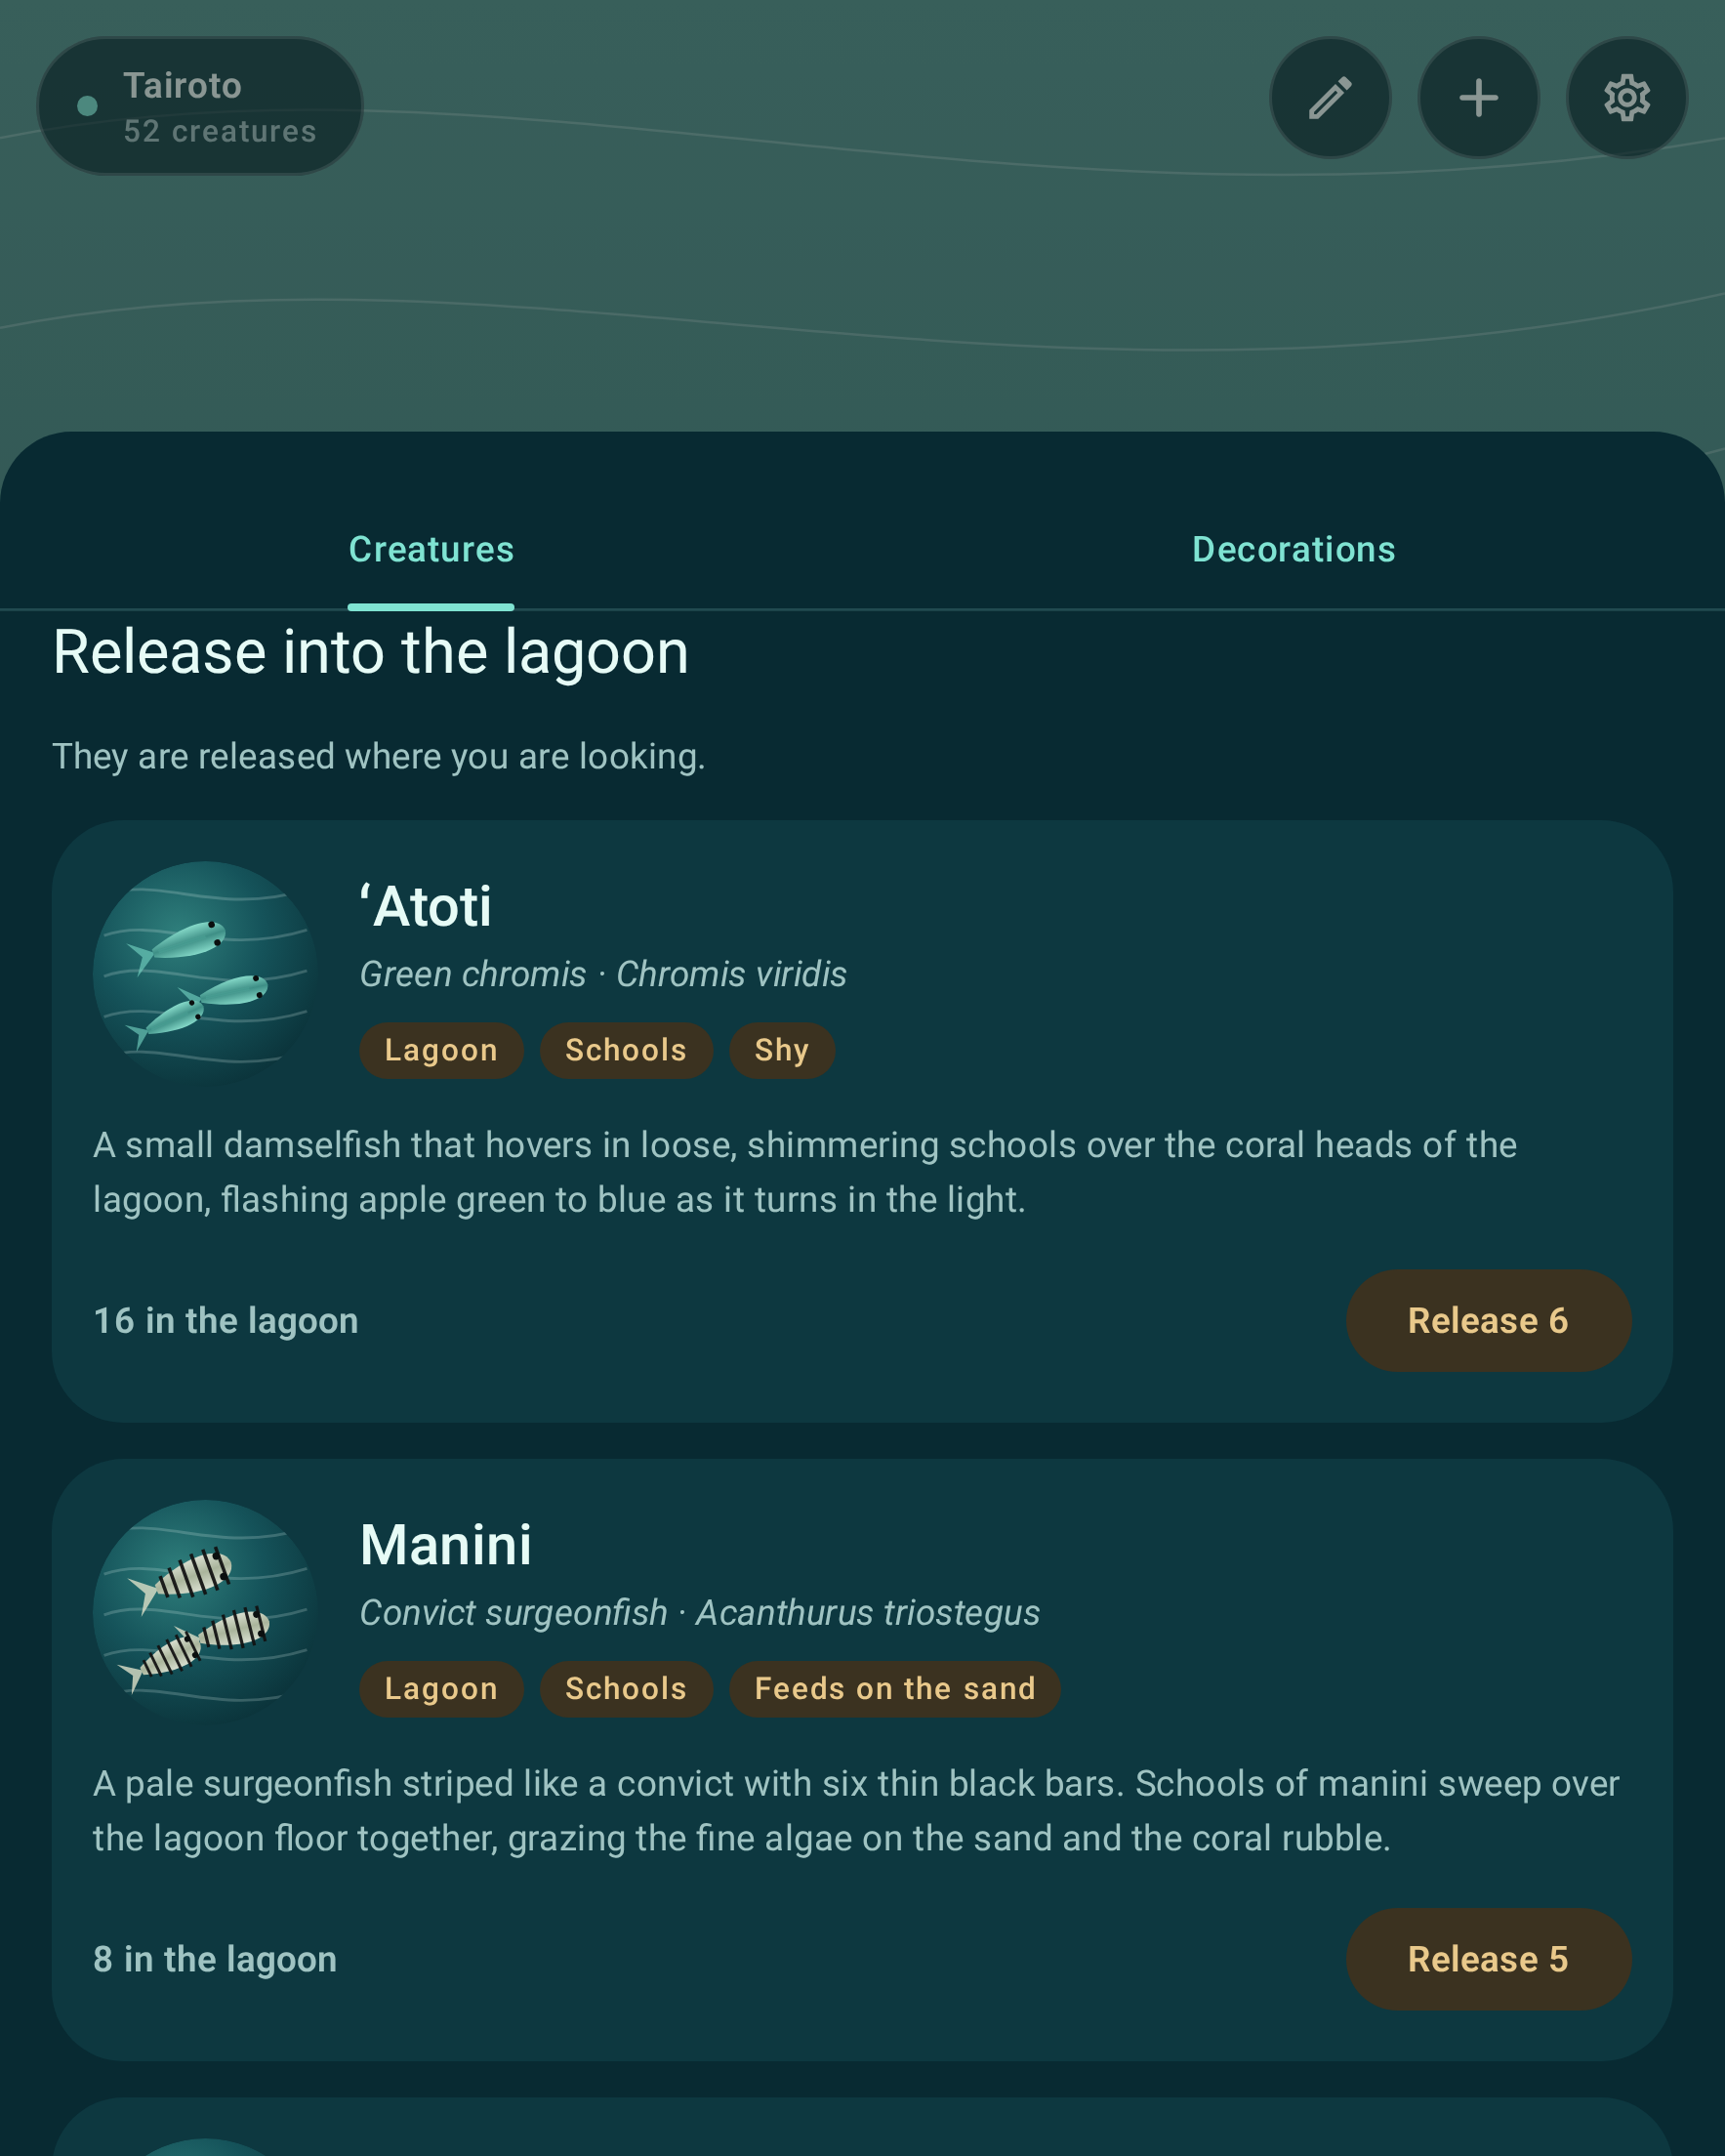 Tairoto
52 creatures
Creatures
Decorations
Release into the lagoon
They are released where you are looking.
ʻAtoti
Green chromis · Chromis viridis
Lagoon
Schools
Shy
A small damselfish that hovers in loose, shimmering schools over the coral heads of the
lagoon, flashing apple green to blue as it turns in the light.
16 in the lagoon
Release 6
Manini
Convict surgeonfish · Acanthurus triostegus
Lagoon
Schools
Feeds on the sand
A pale surgeonfish striped like a convict with six thin black bars. Schools of manini sweep over
the lagoon floor together, grazing the fine algae on the sand and the coral rubble.
8 in the lagoon
Release 5